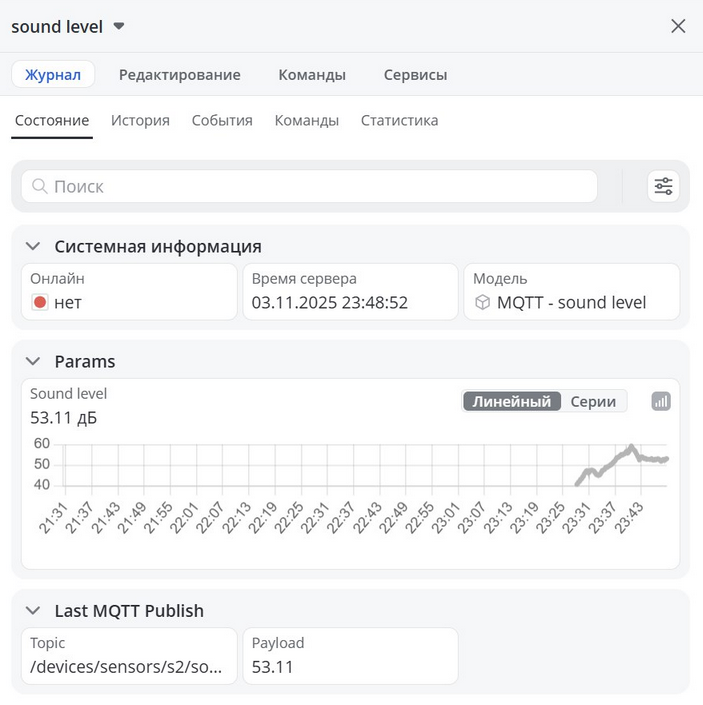 sound level
Журнал Редактирование Команды Сервисы
Состояние История События Команды Статистика
Поиск
Системная информация
Онлайн
нет
Время сервера
03.11.2025 23:48:52
Модель
MQTT - sound level
Params
Sound level
53.11 дБ
Линейный Серии
60
50
40
21:31 21:37 21:43 21:49 21:55 22:01 22:07 22:13 22:19 22:25 22:31 22:37 22:43 22:49 22:55 23:01 23:07 23:13 23:19 23:25 23:31 23:37 23:43
Last MQTT Publish
Topic
/devices/sensors/s2/so...
Payload
53.11